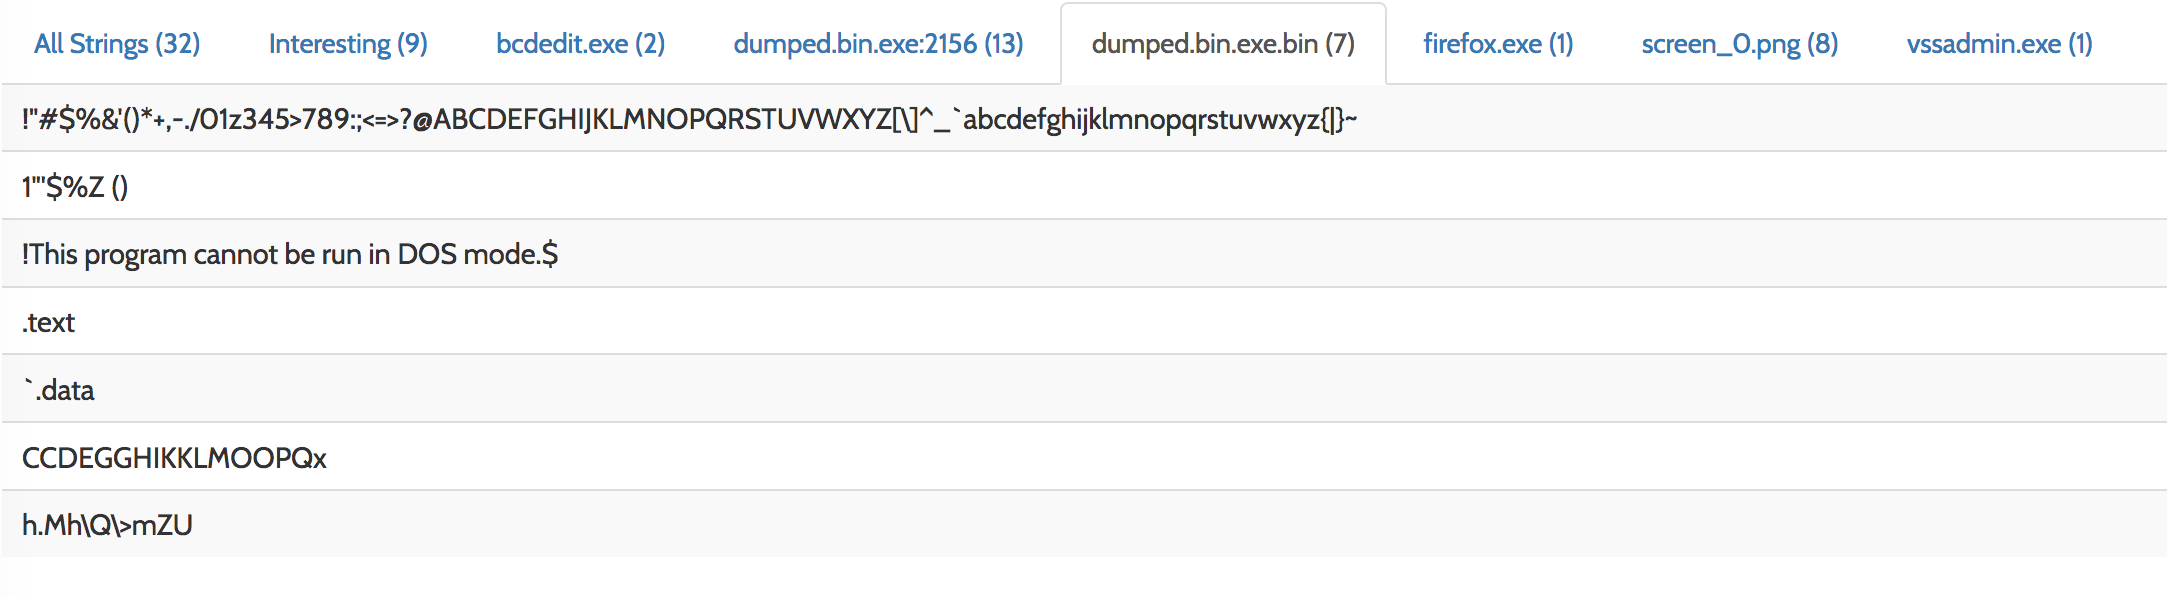 All Strings (32) Interesting (9) bcdedit.exe (2) dumped.bin.exe:2156 (13) dumped.bin.exe.bin (7) firefox.exe (1) screen_0.png (8) vssadmin.exe (1)
!"#$%&'()*+,-./01z345>789:;<=>?@ABCDEFGHIJKLMNOPQRSTUVWXYZ[\]^_`abcdefghijklmnopqrstuvwxyz{|}~
1"'$%Z ()
!This program cannot be run in DOS mode.$
.text
`.data
CCDEGGHIKKLMOOPQx
h.Mh\Q\>mZU